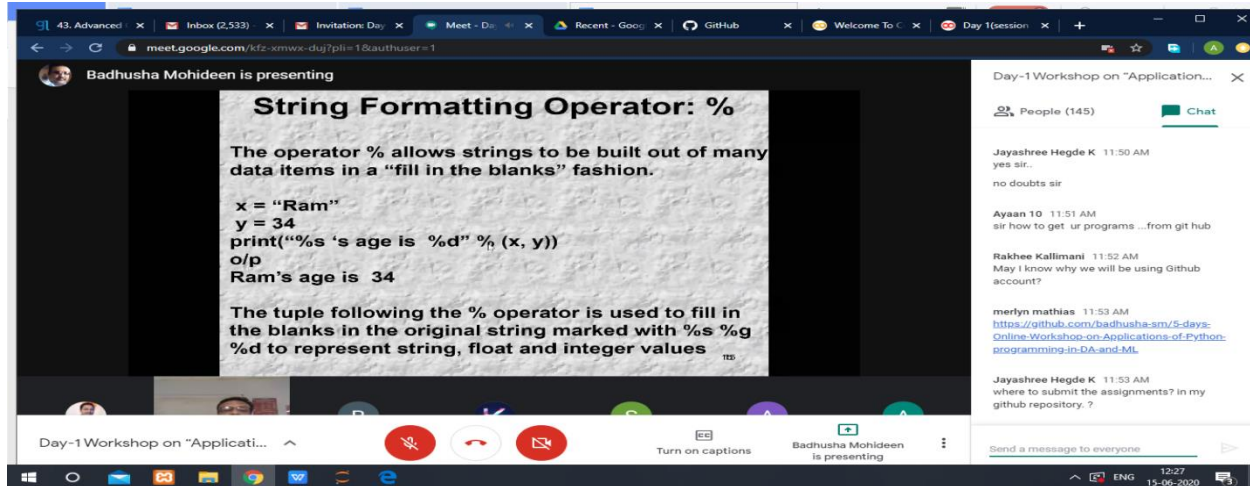 43. Advanced
Inbox (2,533) -
Invitation: Day
Meet - Da
Recent - Goog
GitHub
Welcome To C
Day 1(session
meet.google.com/kfz-xmwx-duj?pli=1&authuser=1
A
Badhusha Mohideen is presenting
String Formatting Operator: %
The operator % allows strings to be built out of many
data items in a “fill in the blanks” fashion.
x = “Ram”
y = 34
print(“%s ‘s age is %d” % (x, y))
o/p
Ram’s age is 34
The tuple following the % operator is used to fill in
the blanks in the original string marked with %s %g
%d to represent string, float and integer values
Day-1 Workshop on "Applicati...
Turn on captions
Badhusha Mohideen
is presenting
Day-1 Workshop on "Application...
People (145)
Chat
Jayashree Hegde K 11:50 AM
yes sir..
no doubts sir
Ayaan 10 11:51 AM
sir how to get ur programs ...from git hub
Rakhee Kallimani 11:52 AM
May I know why we will be using Github
account?
merlyn mathias 11:53 AM
https://github.com/badhusha-sm/5-days-
Online-Workshop-on-Applications-of-Python-
programming-in-DA-and-ML
Jayashree Hegde K 11:53 AM
where to submit the assignments? in my
github repository. ?
Send a message to everyone
ENG
12:27
15-06-2020